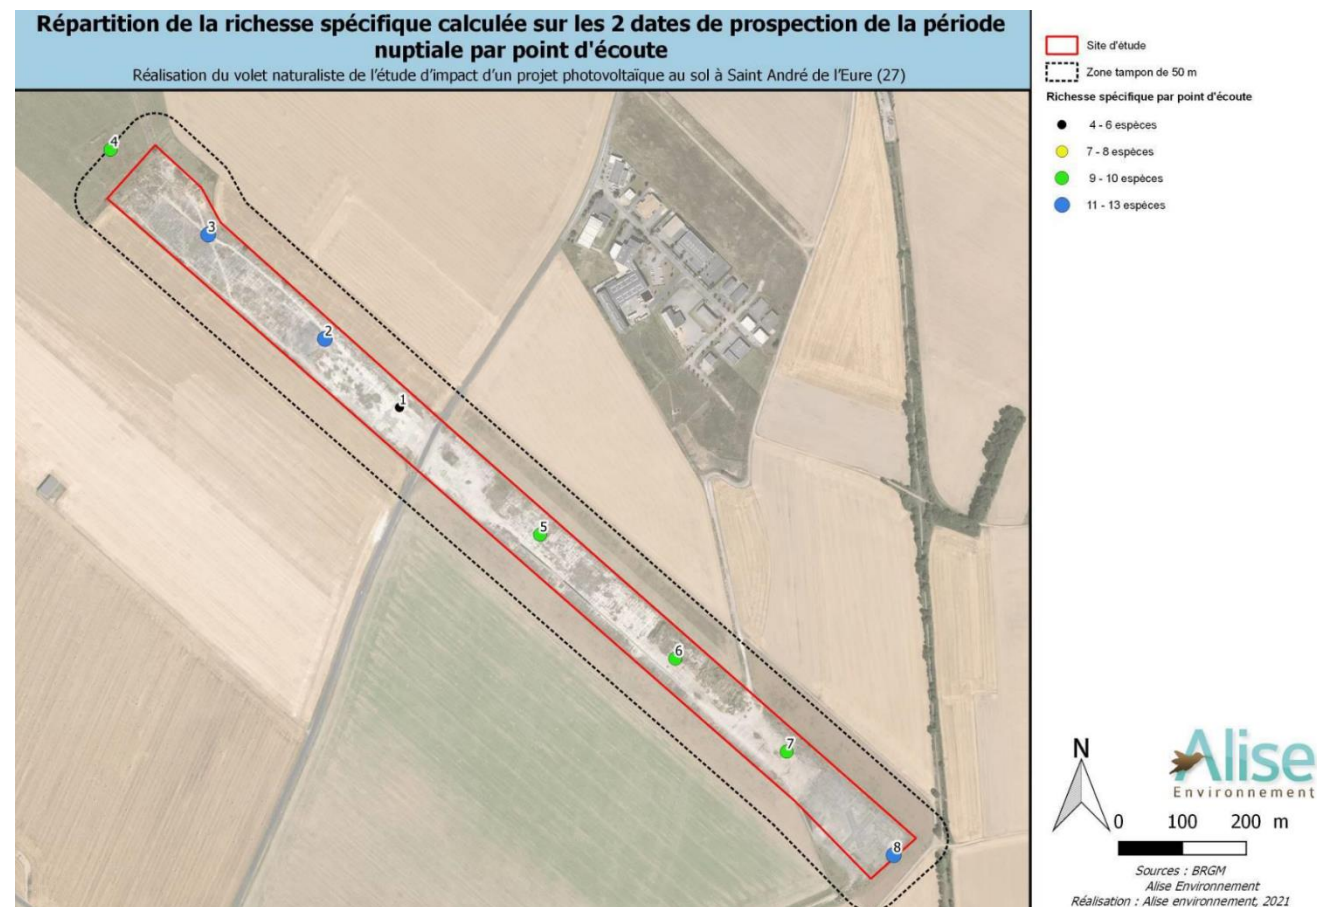 Répartition de la richesse spécifique calculée sur les 2 dates de prospection de la période
nuptiale par point d'écoute
Réalisation du volet naturaliste de l'étude d'impact d'un projet photovoltaïque au sol à Saint André de l'Eure (27)
Site d'étude
Zone tampon de 50 m
Richesse spécifique par point d'écoute
4 - 6 espèces
7 - 8 espèces
9 - 10 espèces
11 - 13 espèces
4
3
2
1
5
6
7
8
N
Alise
Environnement
0 100 200 m
Sources : BRGM
Alise Environnement
Réalisation : Alise environnement, 2021